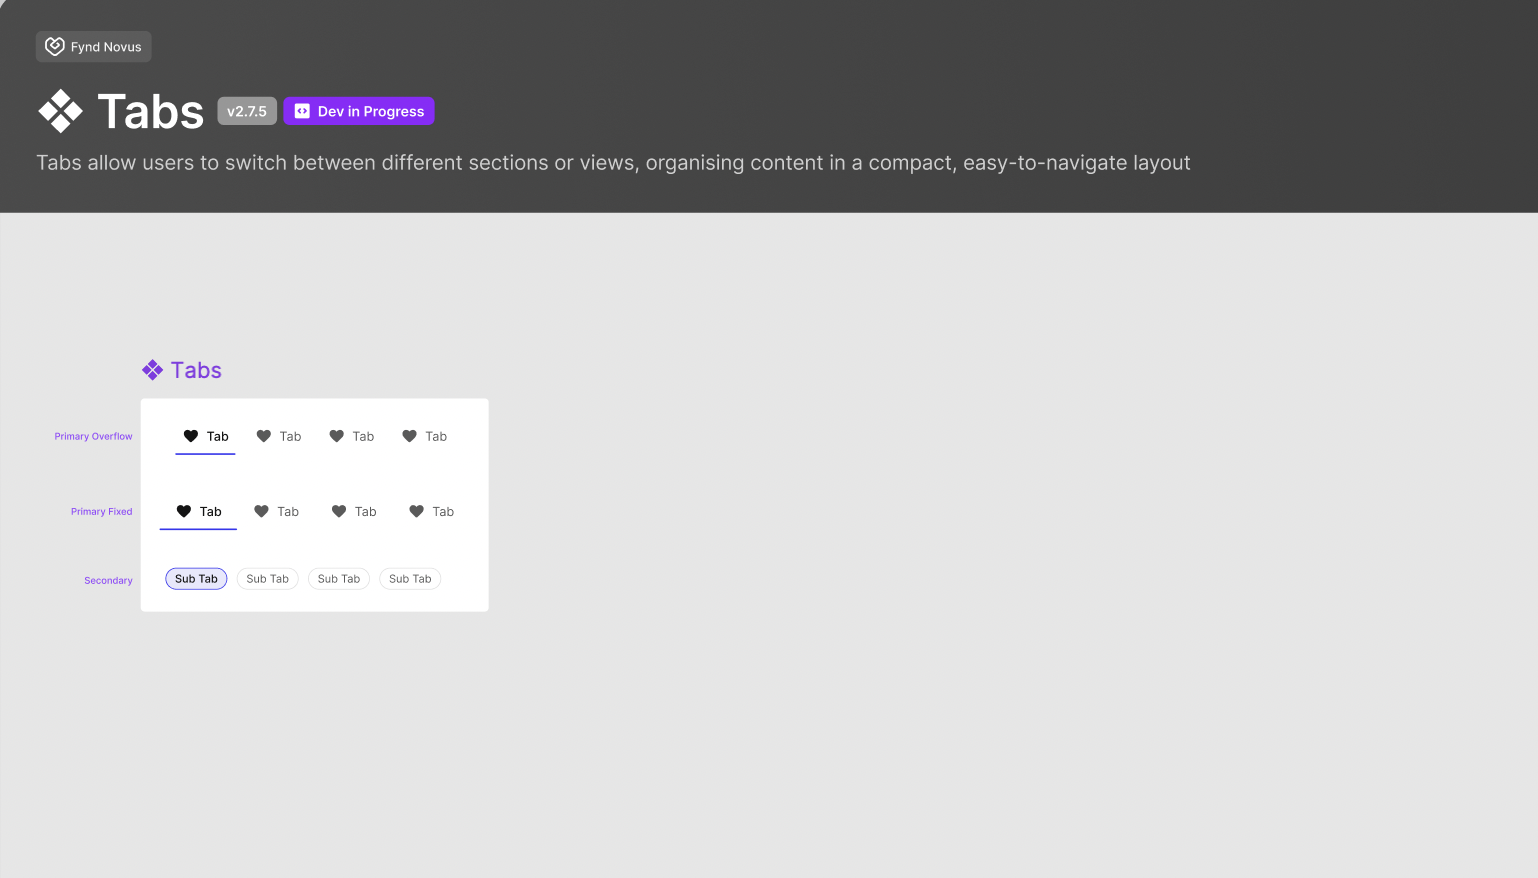 Fynd Novus
Tabs v2.7.5 Dev in Progress
Tabs allow users to switch between different sections or views, organising content in a compact, easy-to-navigate layout
Tabs
Primary Overflow Tab Tab Tab Tab
Primary Fixed Tab Tab Tab Tab
Secondary Sub Tab Sub Tab Sub Tab Sub Tab